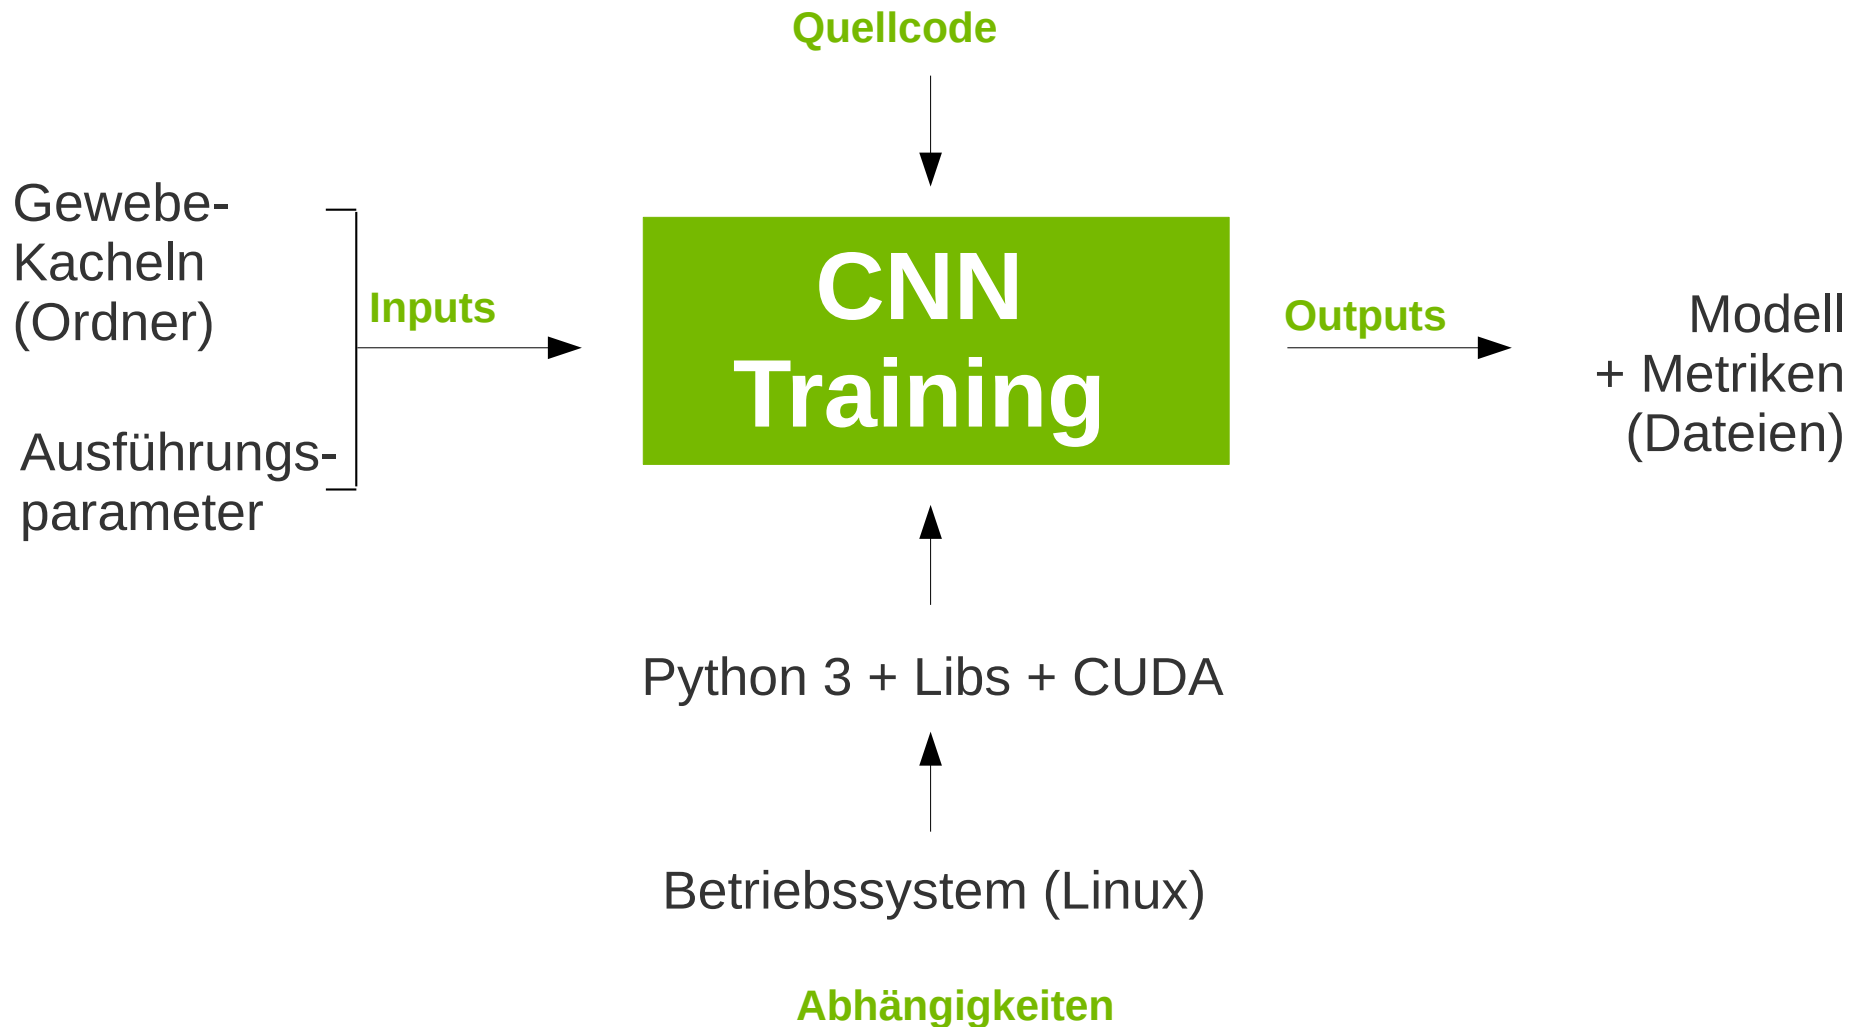 Quellcode
Gewebe-
Kacheln
(Ordner)
Ausführungs-
parameter
Inputs
CNN
Training
Outputs
Modell
+ Metriken
(Dateien)
Python 3 + Libs + CUDA
Betriebssystem (Linux)
Abhängigkeiten